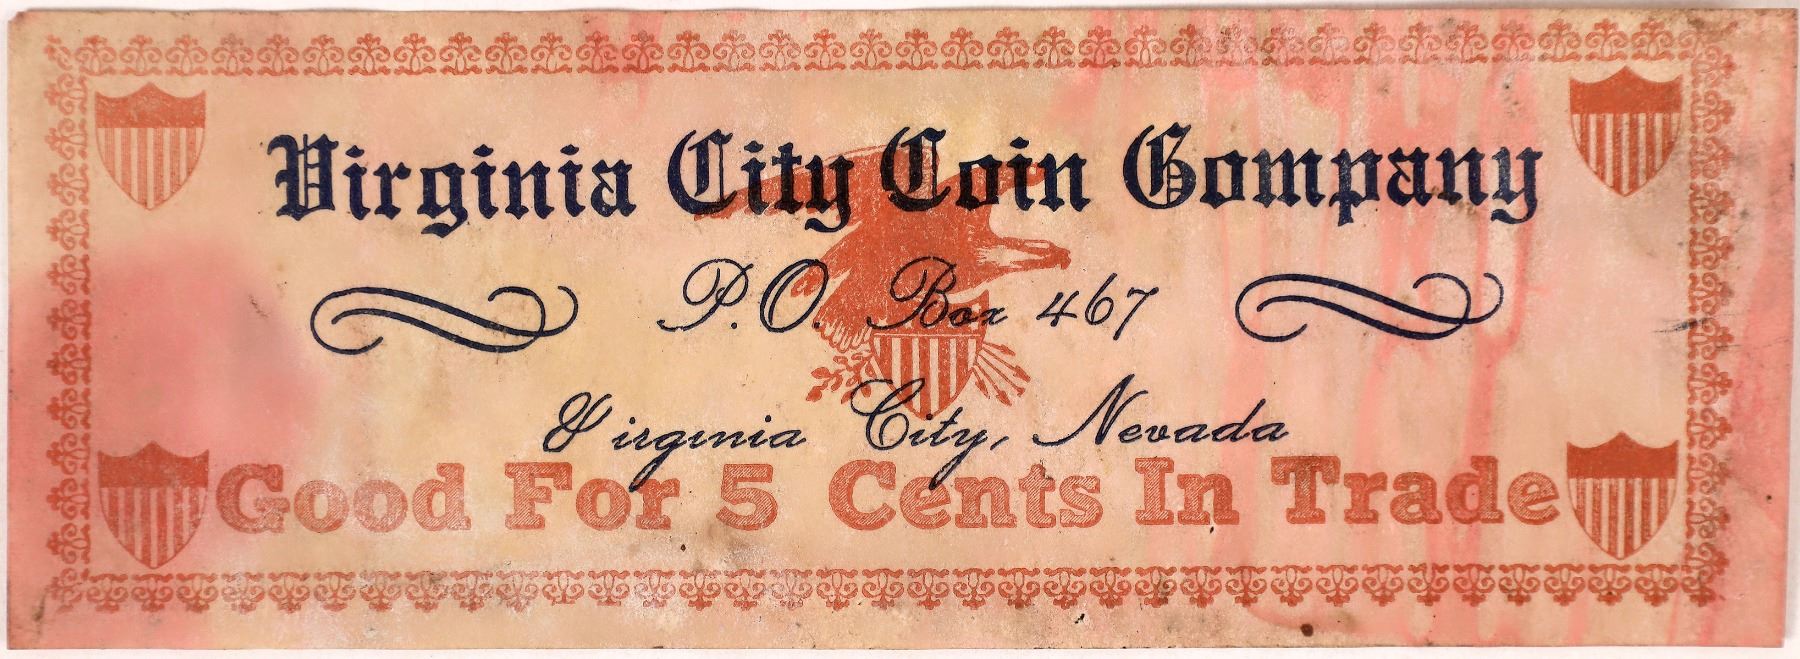 Virginia City Coin Company
P.O. Box 467
Virginia City, Nevada
Good For 5 Cents In Trade